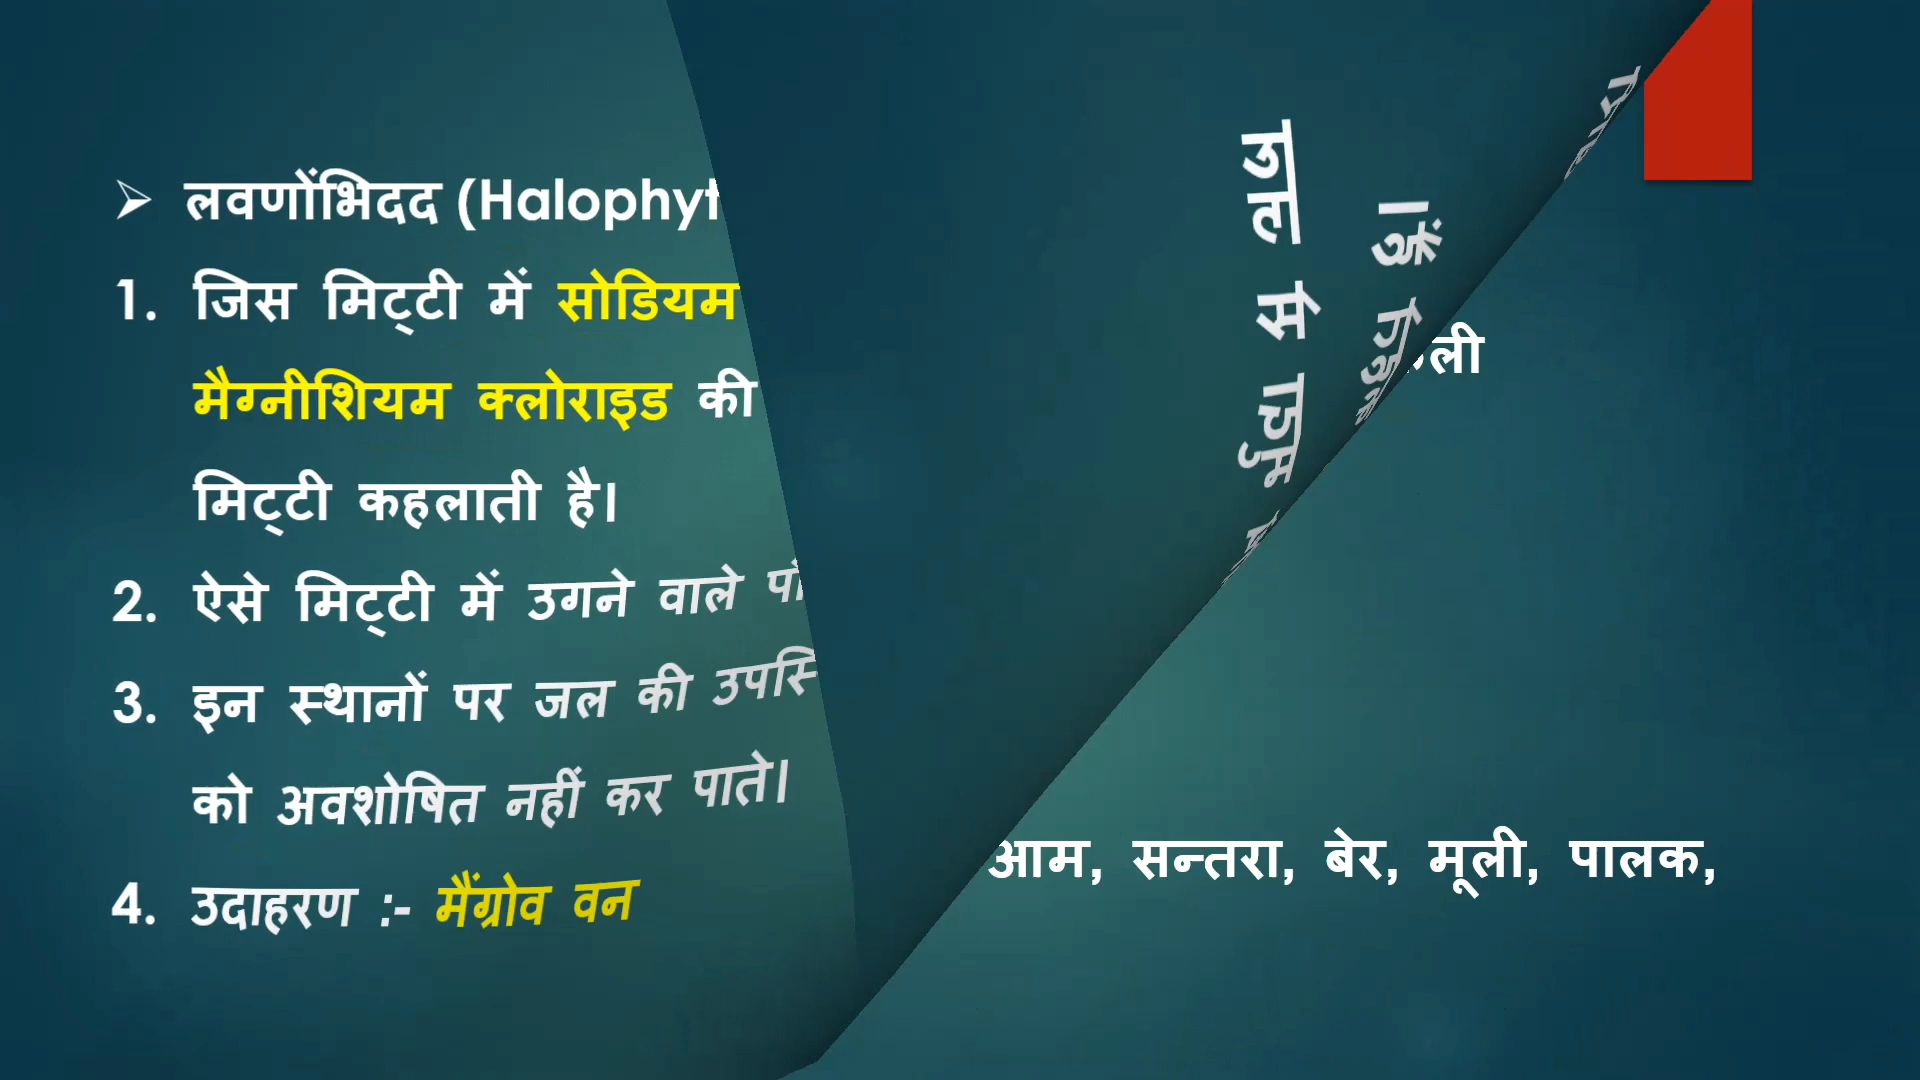 ➢ लवणोंभिदद (Halophyt
1. जिस मिट्टी में सोडियम
मैग्नीशियम क्लोराइड की
मिट्टी कहलाती है।
2. ऐसे मिट्टी में उगने वाले
3. इन स्थानों पर जल की
को अवशोषित नहीं कर पाते।
4. उदाहरण :- मैंग्रोव वन
जल से
हैं।
आम, सन्तरा, बेर, मूली, पालक,